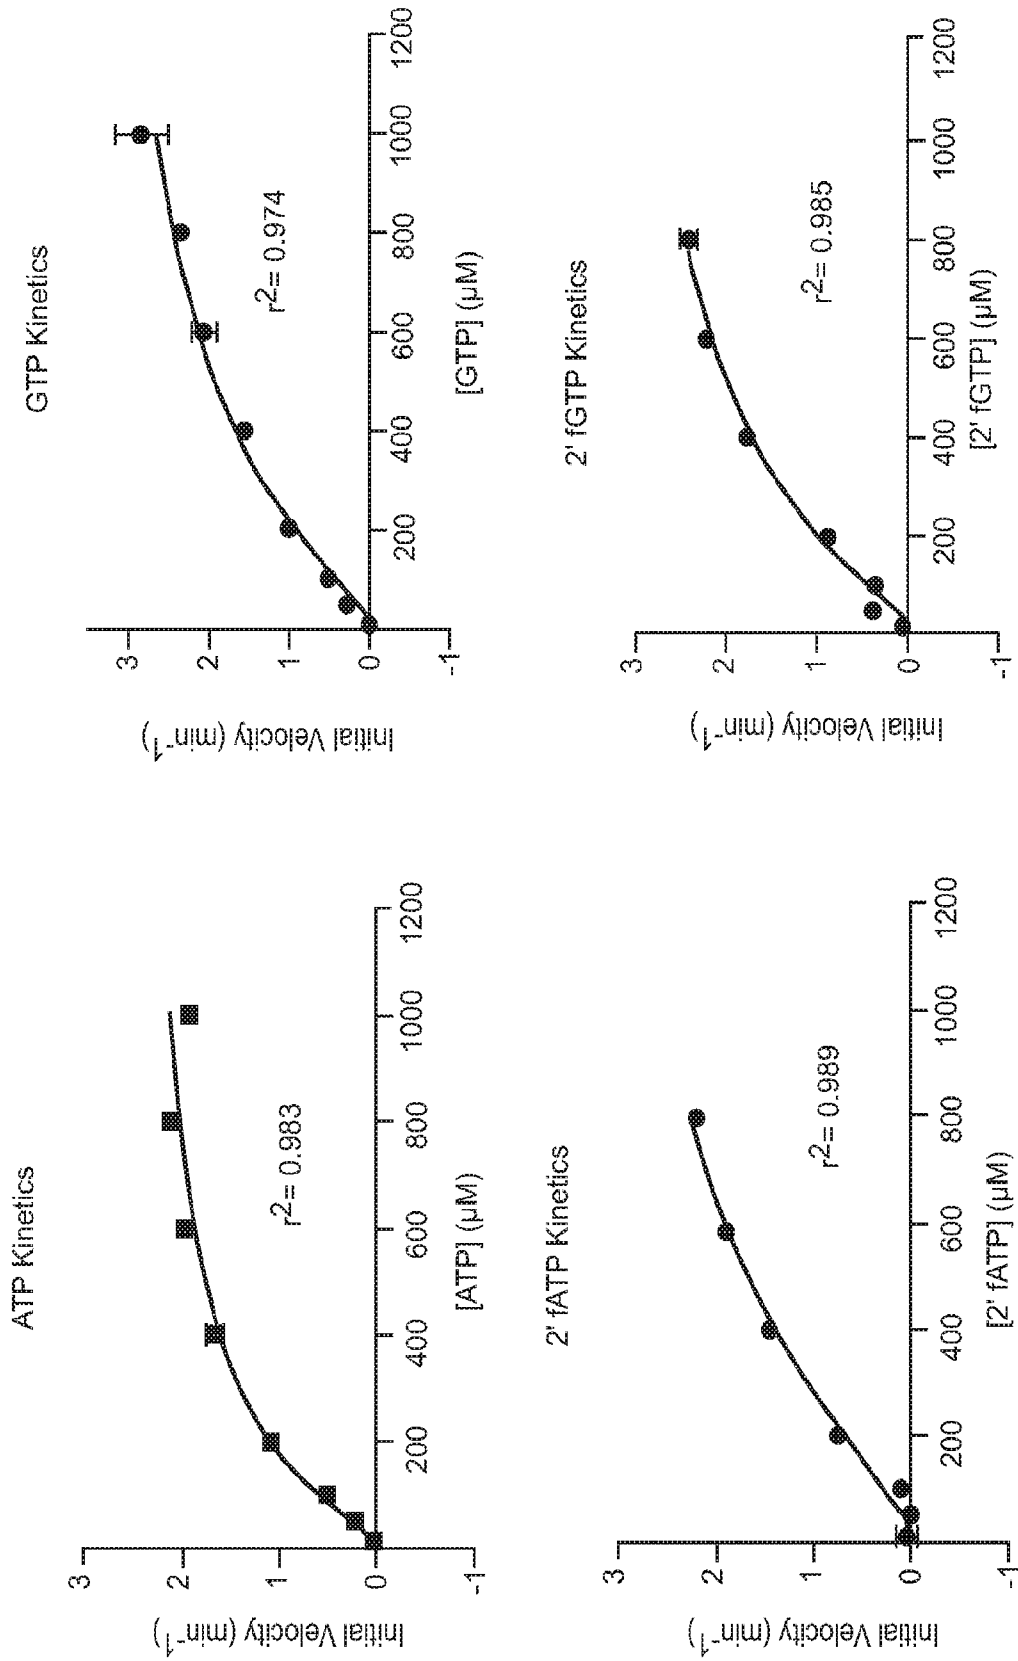 ATP Kinetics
Initial Velocity (min-1)
3
2
1
0
-1
200
400
600
800
1000
1200
r2= 0.983
[ATP] (µM)
GTP Kinetics
Initial Velocity (min-1)
3
2
1
0
-1
200
400
600
800
1000
1200
r2= 0.974
[GTP] (µM)
2' fATP Kinetics
Initial Velocity (min-1)
3
2
1
0
-1
200
400
600
800
1000
1200
r2= 0.989
[2' fATP] (µM)
2' fGTP Kinetics
Initial Velocity (min-1)
3
2
1
0
-1
200
400
600
800
1000
1200
r2= 0.985
[2' fGTP] (µM)